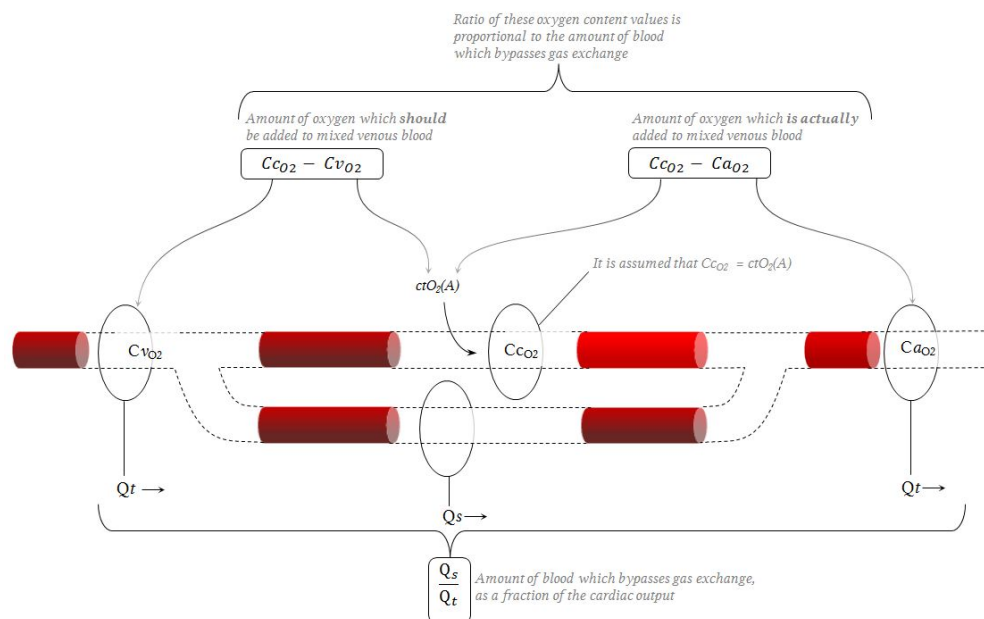 Ratio of these oxygen content values is
proportional to the amount of blood
which bypasses gas exchange
Amount of oxygen which should
be added to mixed venous blood
Amount of oxygen which is actually
added to mixed venous blood
Cc_O2 − Cv_O2
Cc_O2 − Ca_O2
ctO₂(A)
It is assumed that Cc_O2 = ctO₂(A)
Cv_O2
Cc_O2
Ca_O2
Qt
Qs
Qt
Q_s
Q_t
Amount of blood which bypasses gas exchange,
as a fraction of the cardiac output